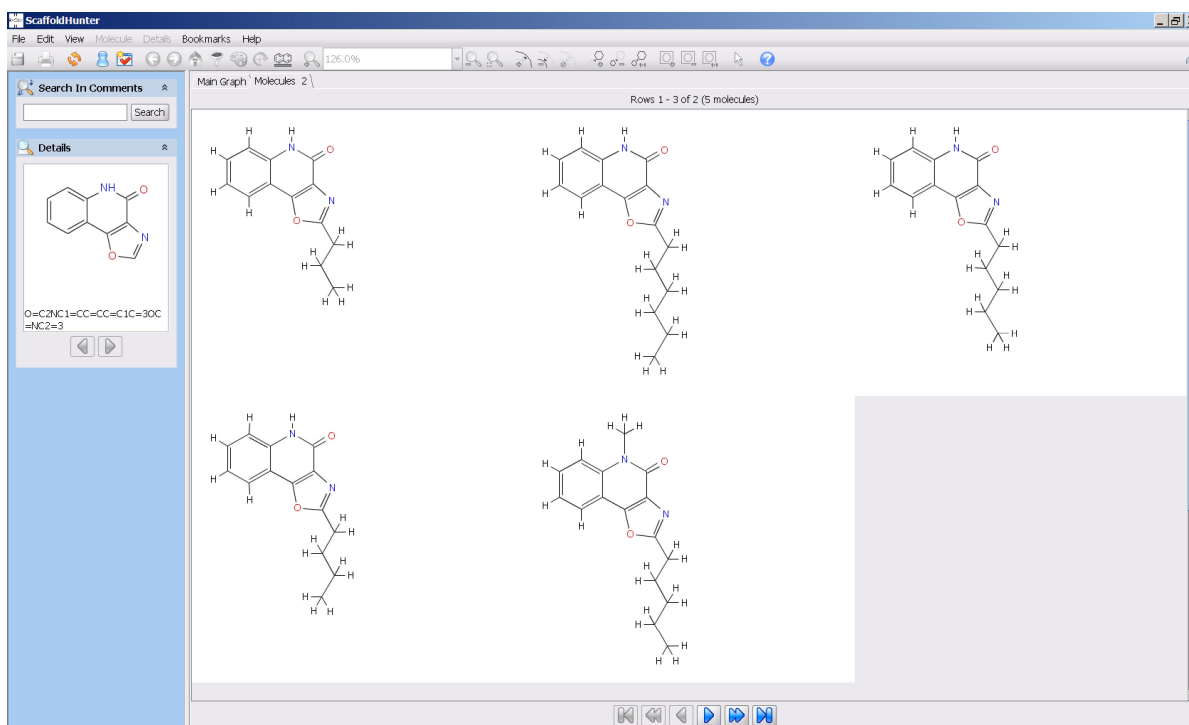 ScaffoldHunter
File Edit View Molecule Details Bookmarks Help
126.0%
Search In Comments
Search
Details
NH O
N
O
O=C2NC1=CC=CC=C1C=3OC
=NC2=3
Main Graph Molecules 2
Rows 1 - 3 of 2 (5 molecules)
H H
H N O
H
H N
O H
H
H
H
H
H H
H H
H H
H N O
H
H N
O H
H
H
H
H
H
H
H
H
H
H
H
H H
H H
H N O
H
H N
O H
H
H
H
H
H
H
H
H
H
H H
H H
H N O
H
H N
O H
H
H
H
H
H
H
H H
H
H H
H
H N O
H
H N
O H
H
H
H
H
H
H
H
H
H
H H